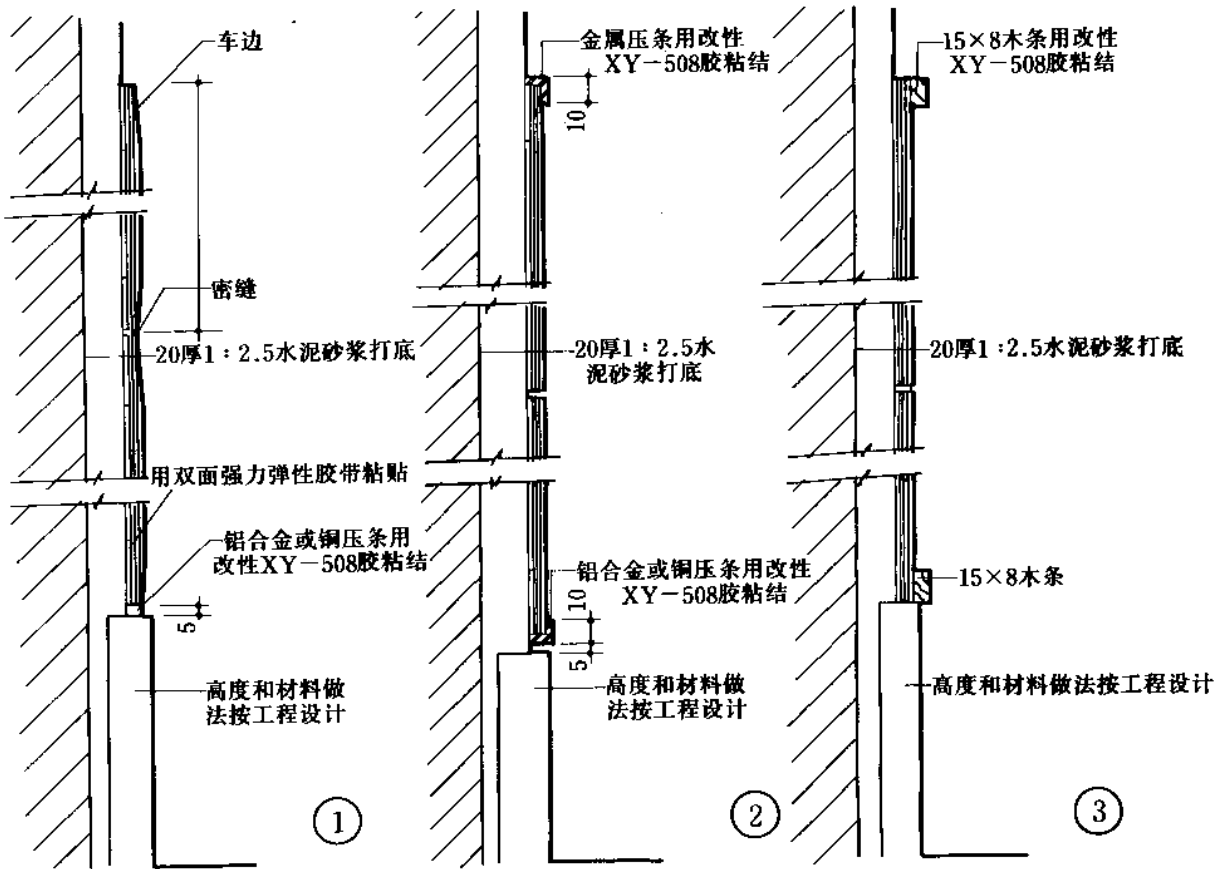 车边
密缝
20厚1:2.5水泥砂浆打底
用双面强力弹性胶带粘贴
铝合金或铜压条用
改性XY-508胶粘结
5
高度和材料做
法按工程设计
1
金属压条用改性
XY-508胶粘结
10
20厚1:2.5水
泥砂浆打底
铝合金或铜压条用改性
XY-508胶粘结
10
5
高度和材料做
法按工程设计
2
15×8木条用改性
XY-508胶粘结
20厚1:2.5水泥砂浆打底
15×8木条
高度和材料做法按工程设计
3